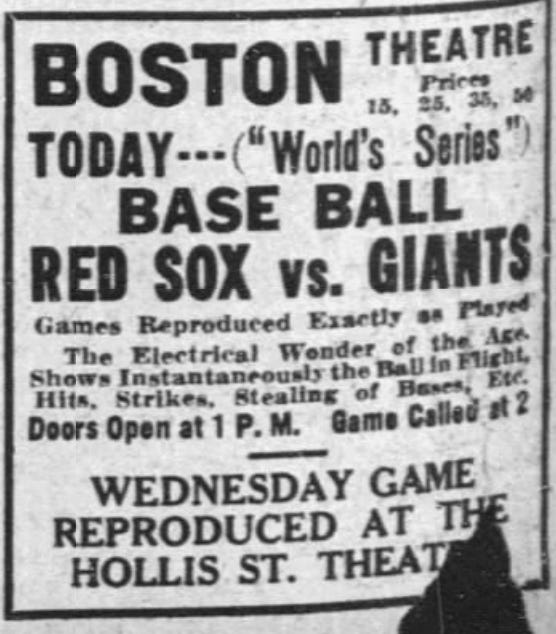 BOSTON THEATRE
Prices
15, 25, 35, 50
TODAY---("World's Series")
BASE BALL
RED SOX vs. GIANTS
Games Reproduced Exactly as Played
The Electrical Wonder of the Age.
Shows Instantaneously the Ball in Flight,
Hits, Strikes, Stealing of Bases, Etc.
Doors Open at 1 P. M. Game Called at 2
WEDNESDAY GAME
REPRODUCED AT THE
HOLLIS ST. THEAT